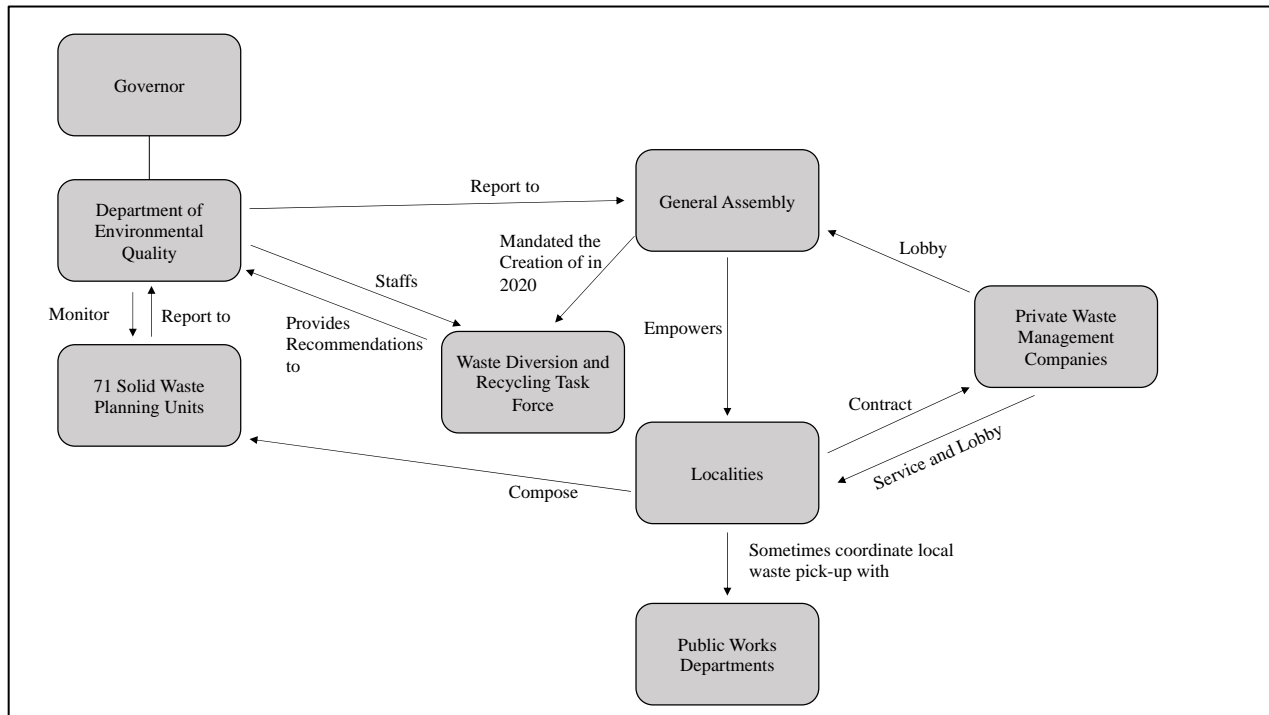 Governor
Department of
Environmental
Quality
Report to
General Assembly
Mandated the
Creation of in
2020
Lobby
Staffs
Monitor
Report to
Provides
Recommendations
to
Empowers
Private Waste
Management
Companies
71 Solid Waste
Planning Units
Waste Diversion and
Recycling Task
Force
Contract
Service and Lobby
Localities
Compose
Sometimes coordinate local
waste pick-up with
Public Works
Departments